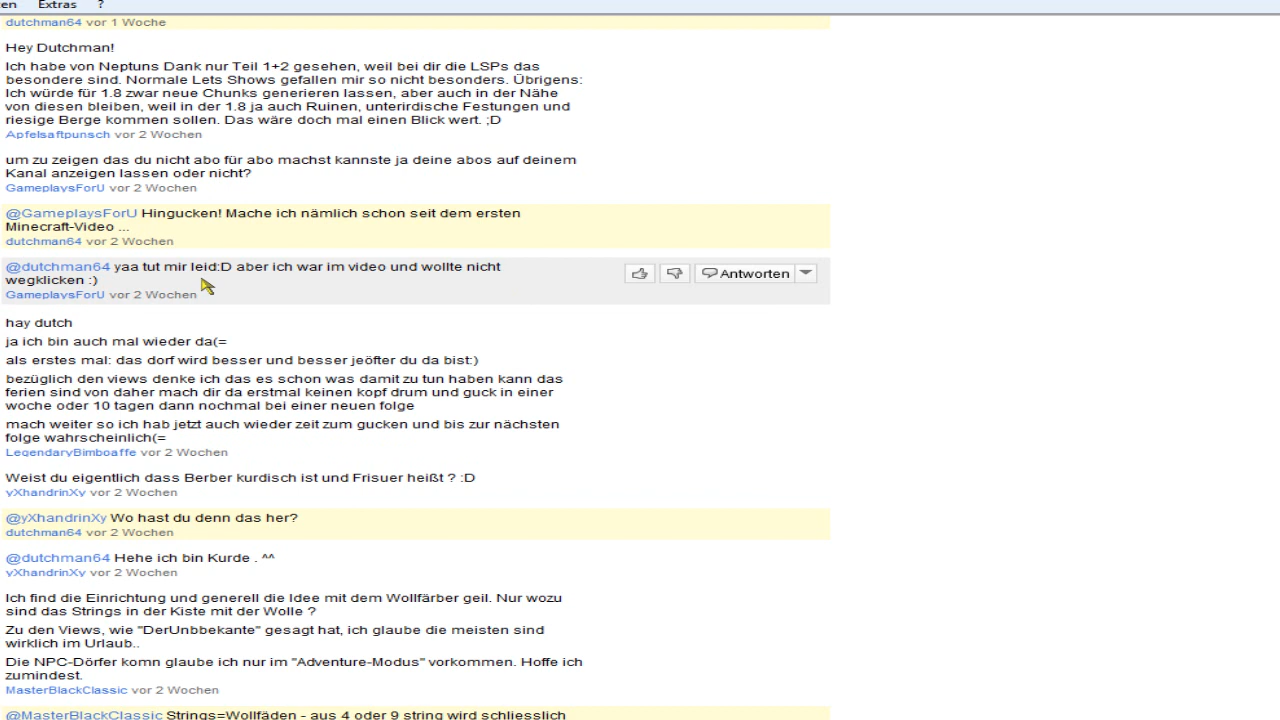 en Extras ?
dutchman64 vor 1 Woche
Hey Dutchman!
Ich habe von Neptuns Dank nur Teil 1+2 gesehen, weil bei dir die LSPs das
besondere sind. Normale Lets Shows gefallen mir so nicht besonders. Übrigens:
Ich würde für 1.8 zwar neue Chunks generieren lassen, aber auch in der Nähe
von diesen bleiben, weil in der 1.8 ja auch Ruinen, unterirdische Festungen und
riesige Berge kommen sollen. Das wäre doch mal einen Blick wert. ;D
Apfelsaftpunsch vor 2 Wochen
um zu zeigen das du nicht abo für abo machst kannste ja deine abos auf deinem
Kanal anzeigen lassen oder nicht?
GameplaysForU vor 2 Wochen
@GameplaysForU Hingucken! Mache ich nämlich schon seit dem ersten
Minecraft-Video ...
dutchman64 vor 2 Wochen
@dutchman64 yaa tut mir leid:D aber ich war im video und wollte nicht
wegklicken :)
Antworten
GameplaysForU vor 2 Wochen
hay dutch
ja ich bin auch mal wieder da(=
als erstes mal: das dorf wird besser und besser jeöfter du da bist:)
bezüglich den views denke ich das es schon was damit zu tun haben kann das
ferien sind von daher mach dir da erstmal keinen kopf drum und guck in einer
woche oder 10 tagen dann nochmal bei einer neuen folge
mach weiter so ich hab jetzt auch wieder zeit zum gucken und bis zur nächsten
folge wahrscheinlich(=
LegendaryBimboaffe vor 2 Wochen
Weist du eigentlich dass Berber kurdisch ist und Frisuer heißt ? :D
yXhandrinXy vor 2 Wochen
@yXhandrinXy Wo hast du denn das her?
dutchman64 vor 2 Wochen
@dutchman64 Hehe ich bin Kurde . ^^
yXhandrinXy vor 2 Wochen
Ich find die Einrichtung und generell die Idee mit dem Wollfärber geil. Nur wozu
sind das Strings in der Kiste mit der Wolle ?
Zu den Views, wie "DerUnbbekante" gesagt hat, ich glaube die meisten sind
wirklich im Urlaub..
Die NPC-Dörfer komn glaube ich nur im "Adventure-Modus" vorkommen. Hoffe ich
zumindest.
MasterBlackClassic vor 2 Wochen
@MasterBlackClassic Strings=Wollfäden - aus 4 oder 9 string wird schliesslich